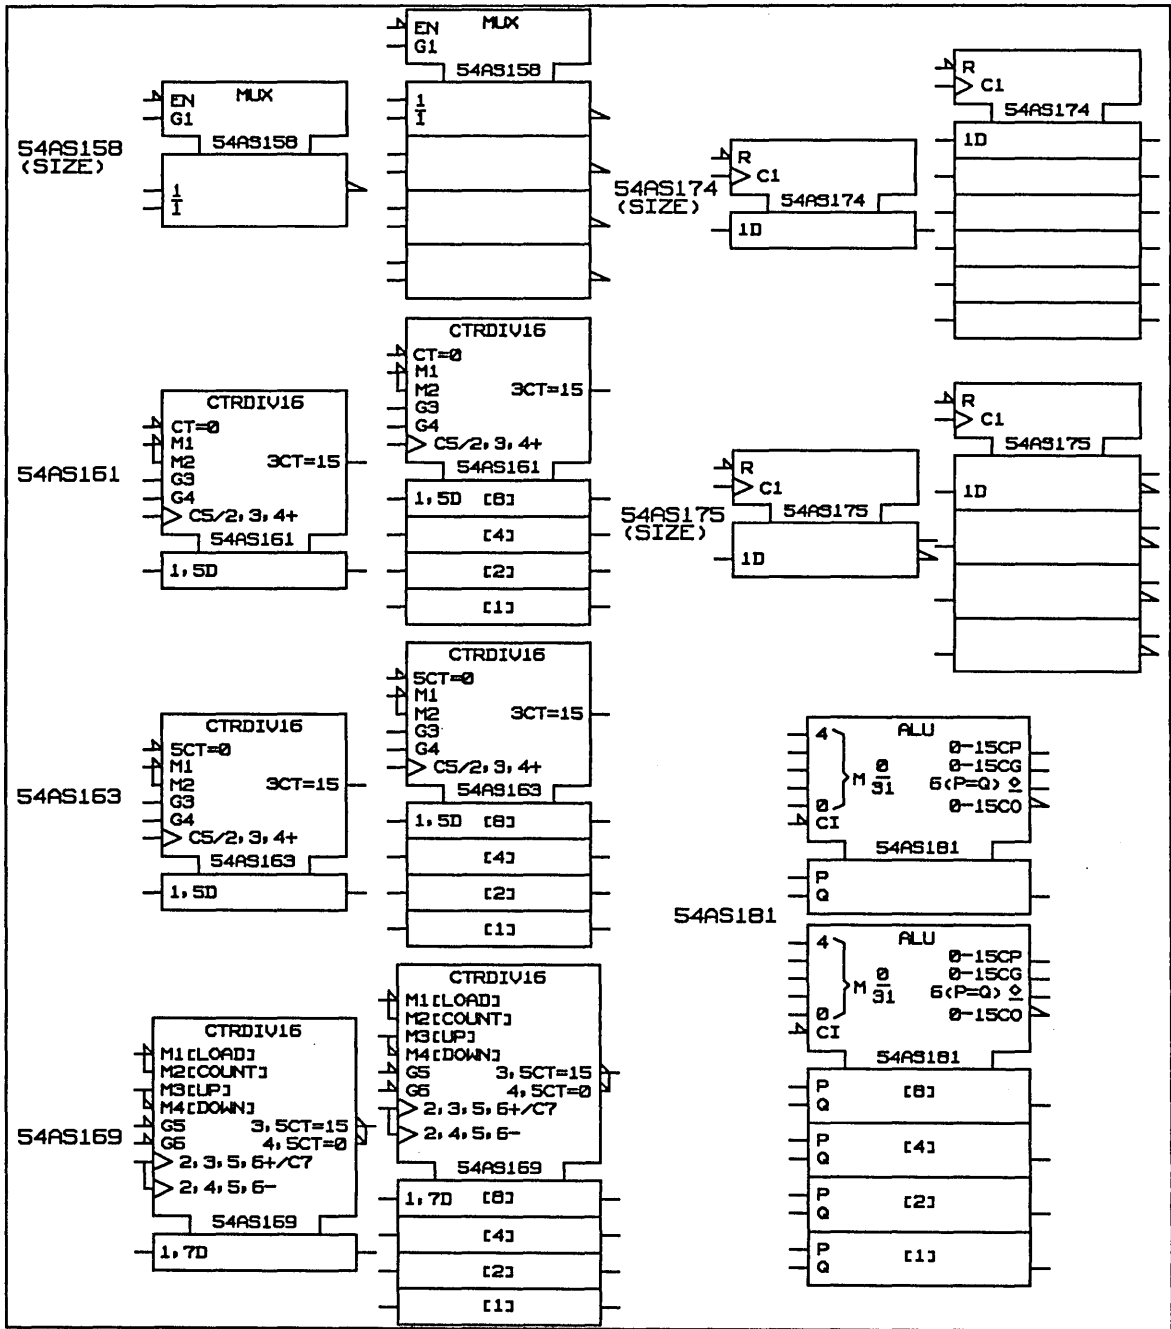 54AS158
(SIZE)
EN MUX
G1
54AS158
1
1̅
EN MUX
G1
54AS158
1
1̅
54AS161
CTRDIV16
CT=0
M1
M2 3CT=15
G3
G4
C5/2,3,4+
54AS161
1,5D
CTRDIV16
CT=0
M1
M2 3CT=15
G3
G4
C5/2,3,4+
54AS161
1,5D [8]
[4]
[2]
[1]
54AS163
CTRDIV16
5CT=0
M1
M2 3CT=15
G3
G4
C5/2,3,4+
54AS163
1,5D
CTRDIV16
5CT=0
M1
M2 3CT=15
G3
G4
C5/2,3,4+
54AS163
1,5D [8]
[4]
[2]
[1]
54AS169
CTRDIV16
M1[LOAD]
M2[COUNT]
M3[UP]
M4[DOWN]
G5 3,5CT=15
G6 4,5CT=0
2,3,5,6+/C7
2,4,5,6-
54AS169
1,7D
CTRDIV16
M1[LOAD]
M2[COUNT]
M3[UP]
M4[DOWN]
G5 3,5CT=15
G6 4,5CT=0
2,3,5,6+/C7
2,4,5,6-
54AS169
1,7D [8]
[4]
[2]
[1]
54AS174
(SIZE)
R
C1
54AS174
1D
R
C1
54AS174
1D
54AS175
(SIZE)
R
C1
54AS175
1D
R
C1
54AS175
1D
54AS181
ALU
4 0-15CP
M 0 0-15CG
31 6(P=Q) ◇
0 0-15CO
CI
54AS181
P
Q
ALU
4 0-15CP
M 0 0-15CG
31 6(P=Q) ◇
0 0-15CO
CI
54AS181
P [8]
Q
P [4]
Q
P [2]
Q
P [1]
Q